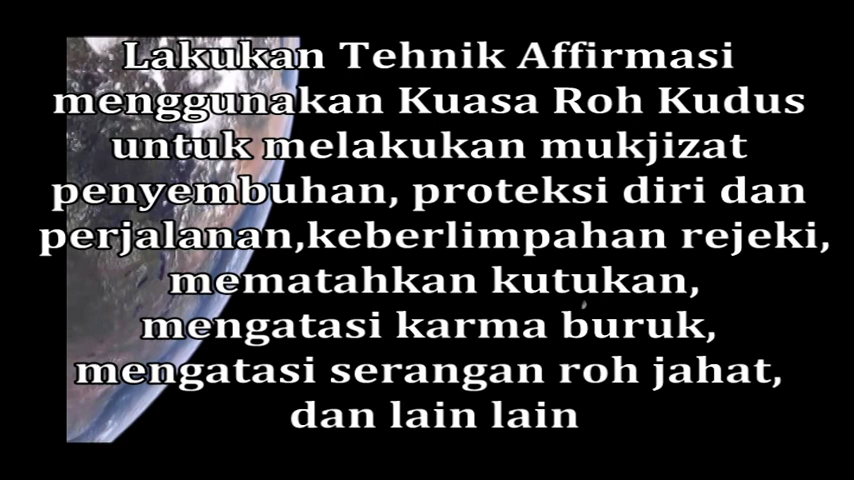 Lakukan Tehnik Affirmasi
menggunakan Kuasa Roh Kudus
untuk melakukan mukjizat
penyembuhan, proteksi diri dan
perjalanan,keberlimpahan rejeki,
mematahkan kutukan,
mengatasi karma buruk,
mengatasi serangan roh jahat,
dan lain lain